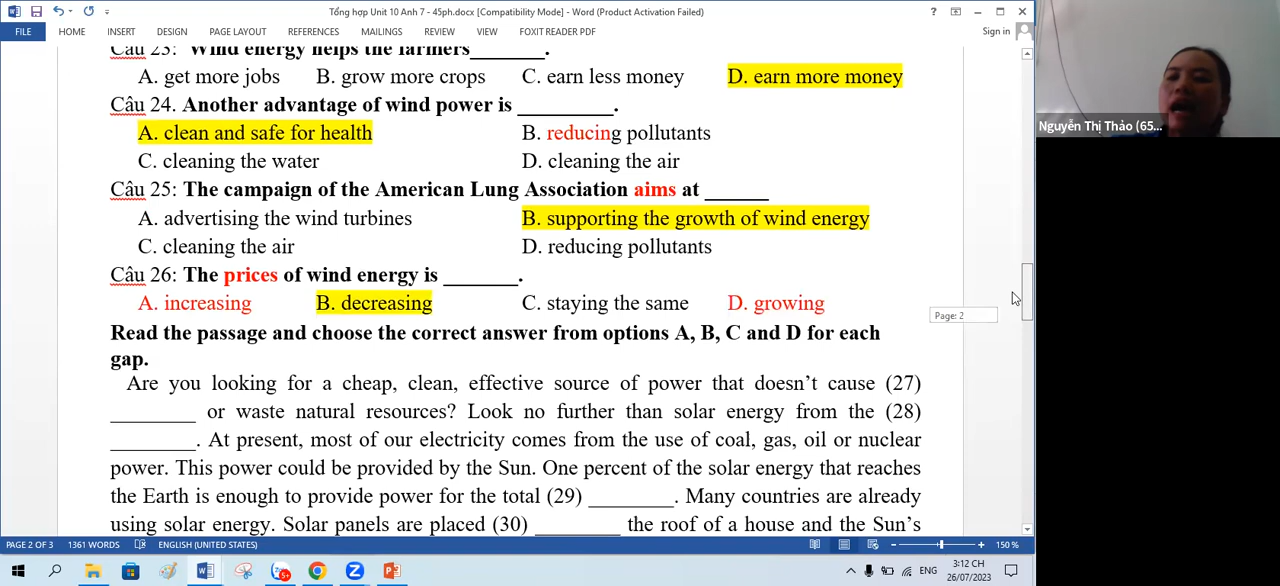 Tổng hợp Unit 10 Anh 7 - 45ph.docx [Compatibility Mode] - Word (Product Activation Failed)
FILE HOME INSERT DESIGN PAGE LAYOUT REFERENCES MAILINGS REVIEW VIEW FOXIT READER PDF Sign in
Câu 23: Wind energy helps the farmers_______.
A. get more jobs B. grow more crops C. earn less money D. earn more money
Câu 24. Another advantage of wind power is _________.
A. clean and safe for health B. reducing pollutants
C. cleaning the water D. cleaning the air
Câu 25: The campaign of the American Lung Association aims at ______
A. advertising the wind turbines B. supporting the growth of wind energy
C. cleaning the air D. reducing pollutants
Câu 26: The prices of wind energy is _______.
A. increasing B. decreasing C. staying the same D. growing
Page: 2
Read the passage and choose the correct answer from options A, B, C and D for each
gap.
Are you looking for a cheap, clean, effective source of power that doesn’t cause (27)
________ or waste natural resources? Look no further than solar energy from the (28)
________. At present, most of our electricity comes from the use of coal, gas, oil or nuclear
power. This power could be provided by the Sun. One percent of the solar energy that reaches
the Earth is enough to provide power for the total (29) ________. Many countries are already
using solar energy. Solar panels are placed (30) ________ the roof of a house and the Sun’s
PAGE 2 OF 3 1361 WORDS ENGLISH (UNITED STATES) 150 %
ENG 3:12 CH
26/07/2023
Nguyễn Thị Thảo (65...